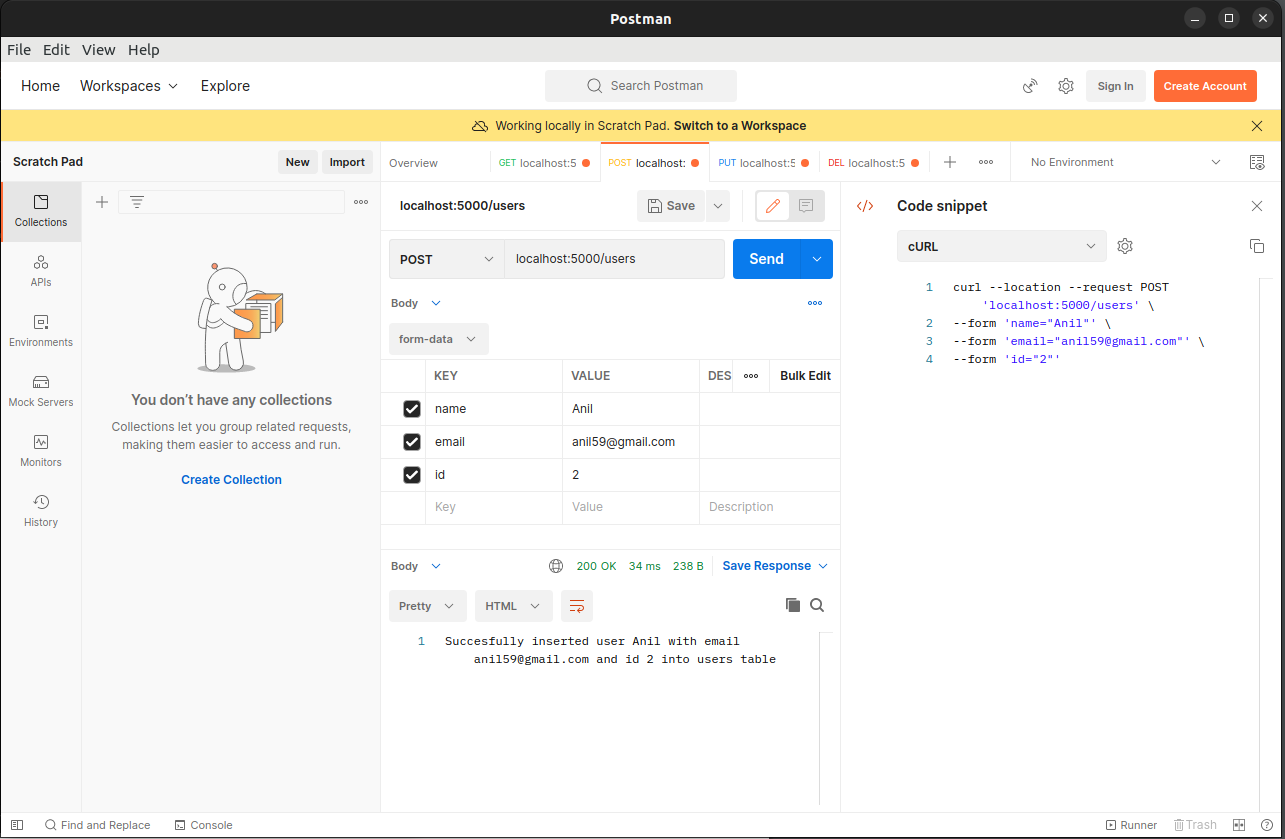 Postman
File Edit View Help
Home Workspaces Explore Search Postman Sign In Create Account
Working locally in Scratch Pad. Switch to a Workspace
Scratch Pad New Import
Overview GET localhost:5 POST localhost: PUT localhost:5 DEL localhost:5 No Environment
Collections
APIs
Environments
Mock Servers
Monitors
History
You don't have any collections
Collections let you group related requests,
making them easier to access and run.
Create Collection
localhost:5000/users Save
POST localhost:5000/users Send
Body
form-data
KEY VALUE DES Bulk Edit
name Anil
email anil59@gmail.com
id 2
Key Value Description
Body 200 OK 34 ms 238 B Save Response
Pretty HTML
1 Succesfully inserted user Anil with email
anil59@gmail.com and id 2 into users table
</> Code snippet
cURL
1 curl --location --request POST
'localhost:5000/users' \
2 --form 'name="Anil"' \
3 --form 'email="anil59@gmail.com"' \
4 --form 'id="2"'
Find and Replace Console Runner Trash